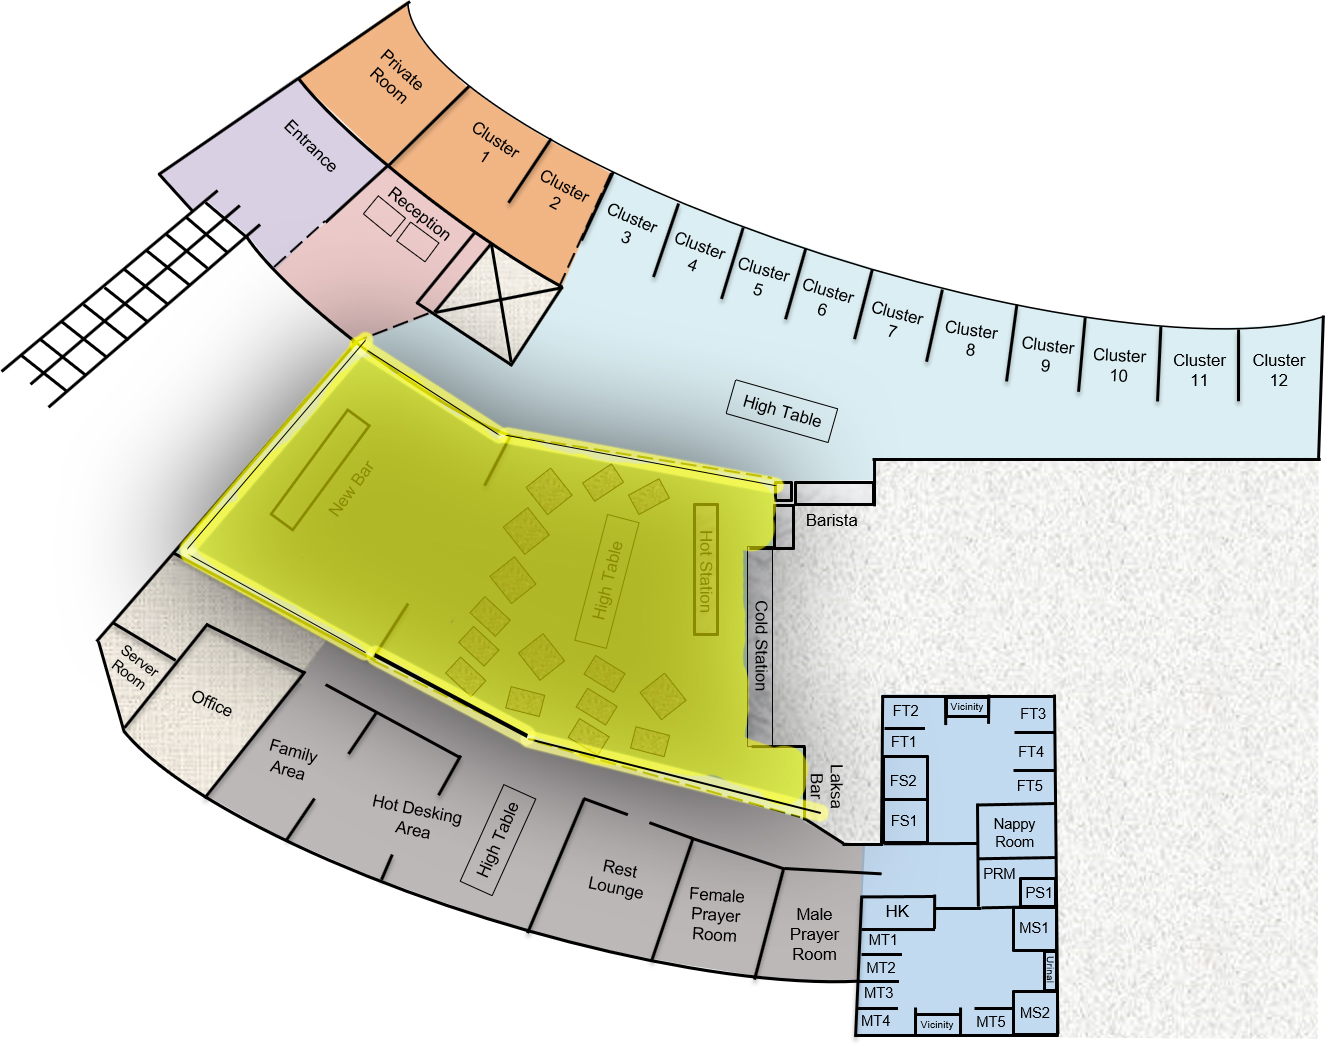 Private
Room
Entrance
Cluster
1
Cluster
2
Reception
Cluster
3
Cluster
4
Cluster
5
Cluster
6
Cluster
7
Cluster
8
Cluster
9
Cluster
10
Cluster
11
Cluster
12
High Table
New Bar
High Table
Hot Station
Barista
Cold Station
Laksa
Bar
Server
Room
Office
Family
Area
Hot Desking
Area
High Table
Rest
Lounge
Female
Prayer
Room
Male
Prayer
Room
FT2
Vicinity
FT3
FT1
FT4
FS2
FT5
FS1
Nappy
Room
PRM
PS1
HK
MS1
MT1
MT2
Urinal
MT3
MT4
Vicinity
MT5
MS2